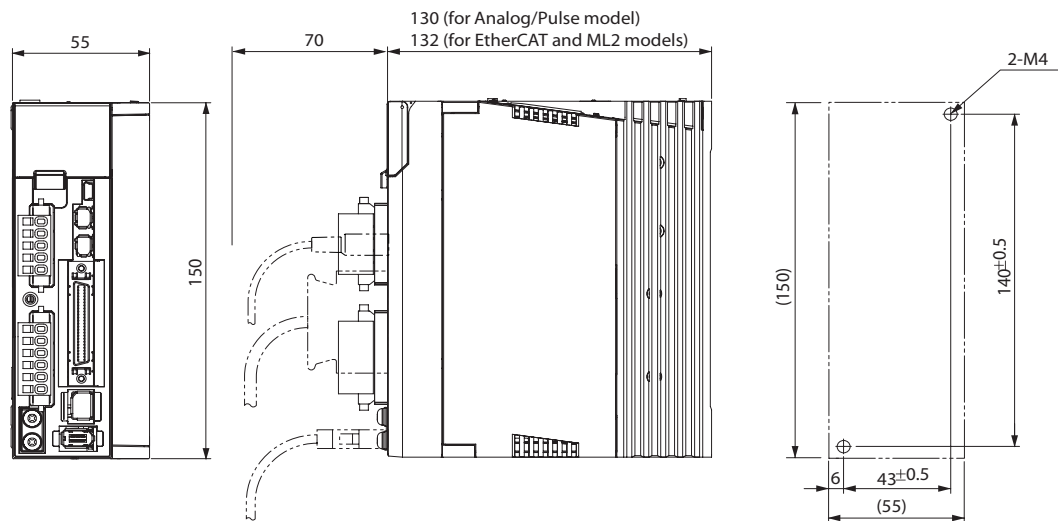 130 (for Analog/Pulse model)
55
70
132 (for EtherCAT and ML2 models)
2-M4
150
(150)
140±0.5
6
43±0.5
(55)